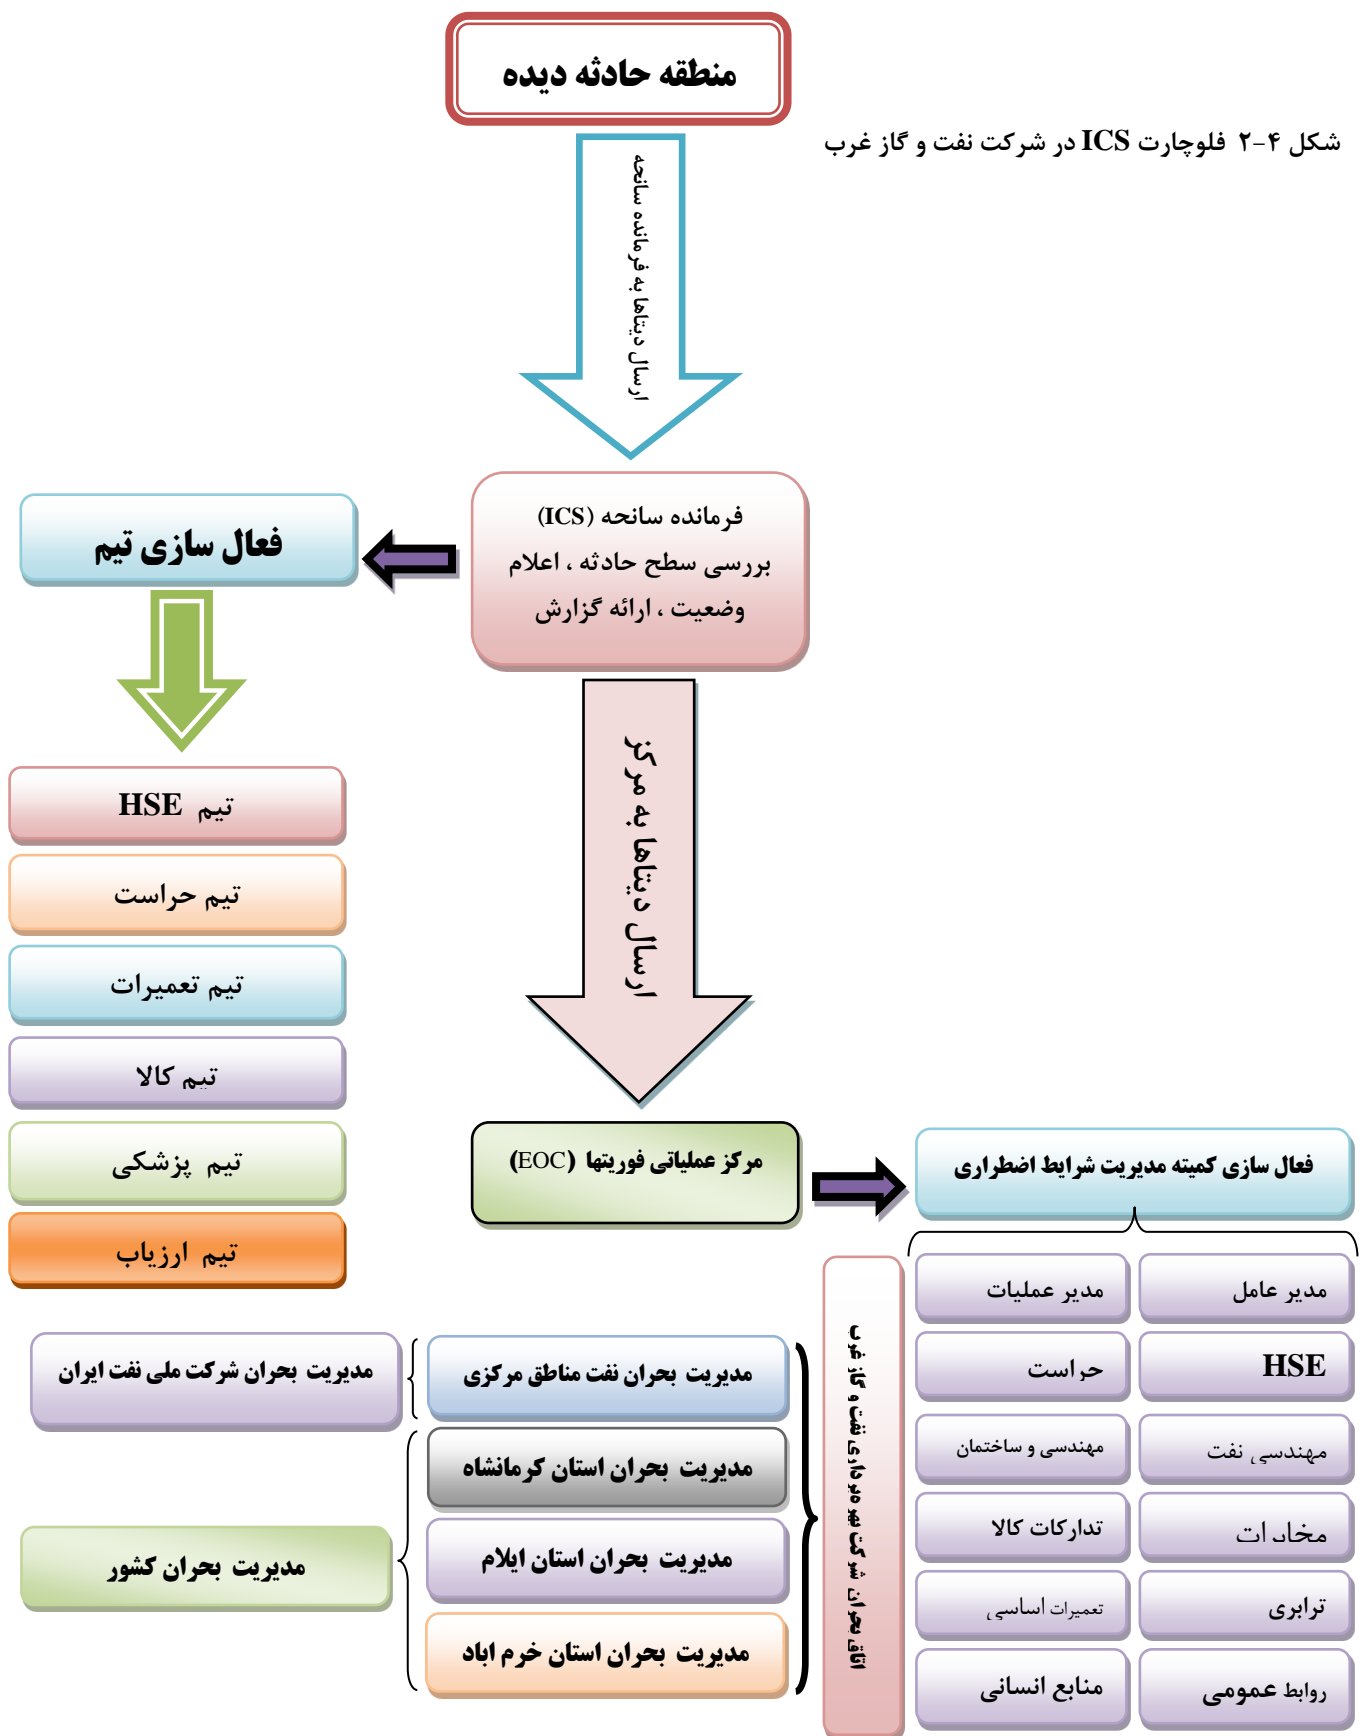 منطقه حادثه دیده
شکل ۴-۲ فلوچارت ICS در شرکت نفت و گاز غرب
ارسال دیتاها به فرمانده سانحه
فرمانده سانحه (ICS)
بررسی سطح حادثه ، اعلام
وضعیت ، ارائه گزارش
فعال سازی تیم
تیم HSE
تیم حراست
تیم تعمیرات
تیم کالا
تیم پزشکی
تیم ارزیاب
ارسال دیتاها به مرکز
مرکز عملیاتی فوریتها (EOC)
فعال سازی کمیته مدیریت شرایط اضطراری
مدیر عامل
مدیر عملیات
HSE
حراست
مهندسی نفت
مهندسی و ساختمان
مخابرات
تدارکات کالا
ترابری
تعمیرات اساسی
روابط عمومی
منابع انسانی
اتاق بحران شرکت بهره‌برداری نفت و گاز غرب
مدیریت بحران نفت مناطق مرکزی
مدیریت بحران شرکت ملی نفت ایران
مدیریت بحران استان کرمانشاه
مدیریت بحران استان ایلام
مدیریت بحران استان خرم اباد
مدیریت بحران کشور